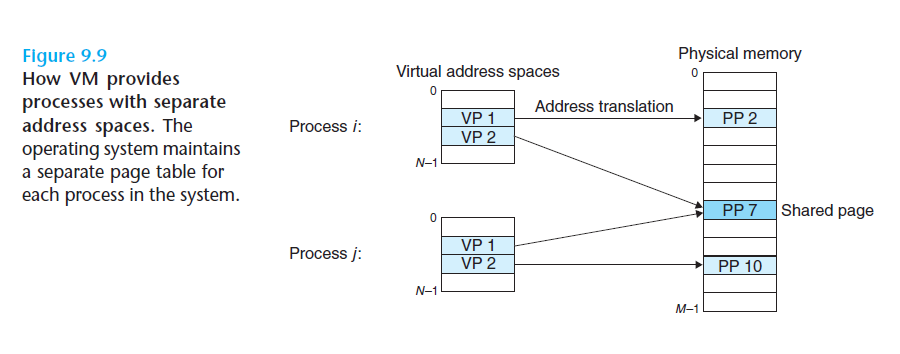 Figure 9.9
How VM provides
processes with separate
address spaces. The
operating system maintains
a separate page table for
each process in the system.
Virtual address spaces
Physical memory
Address translation
Process i:
0
VP 1
VP 2
N–1
Process j:
0
VP 1
VP 2
N–1
0
PP 2
PP 7
Shared page
PP 10
M–1